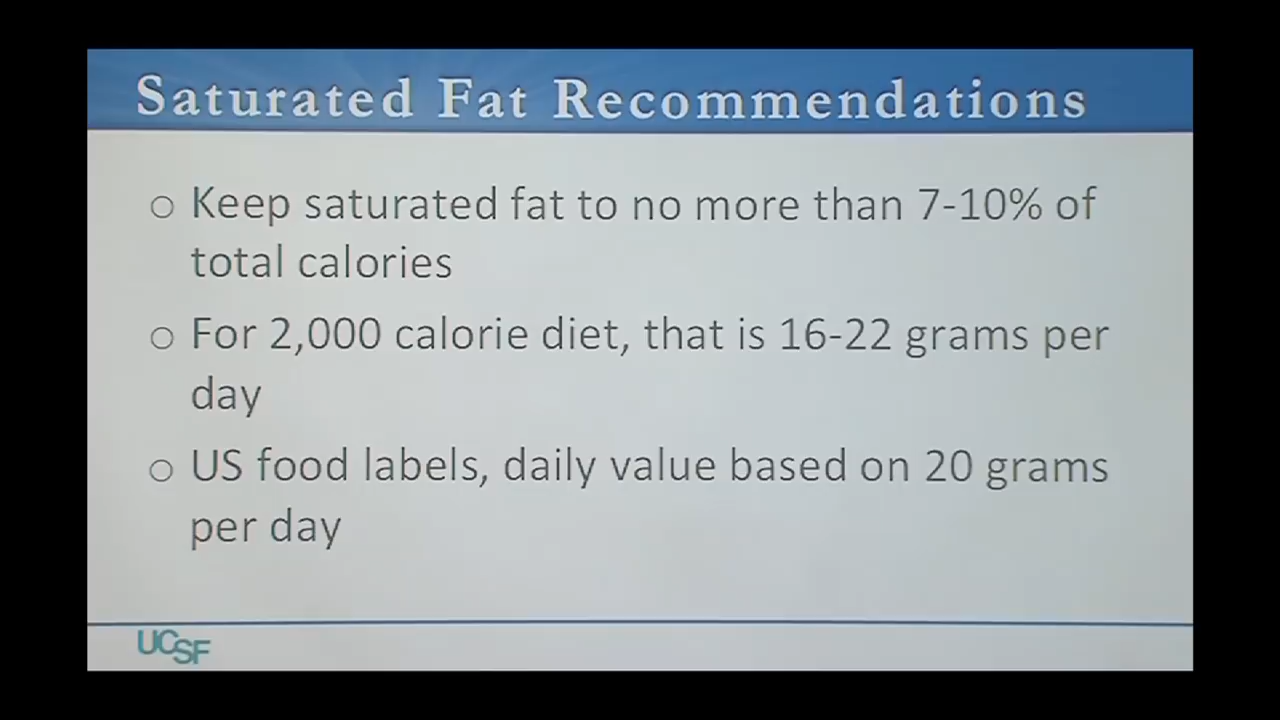 Saturated Fat Recommendations
○ Keep saturated fat to no more than 7-10% of
total calories
○ For 2,000 calorie diet, that is 16-22 grams per
day
○ US food labels, daily value based on 20 grams
per day
UCSF